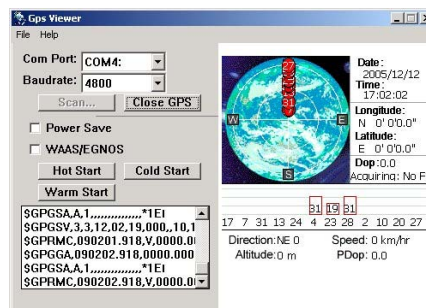 Gps Viewer
File Help
Com Port: COM4:
Baudrate: 4800
Scan... Close GPS
Power Save
WAAS/EGNOS
Hot Start Cold Start
Warm Start
$GPGSA,A,1,,,,,,,,,,,,,,,*1E
$GPGSV,3,3,12,02,19,000,,10,1
$GPRMC,090201.918,V,0000.0
$GPGGA,090202.918,0000.000
$GPGSA,A,1,,,,,,,,,,,,,,,*1E
$GPRMC,090202.918,V,0000.0
27
31
W E
S
Date:
2005/12/12
Time:
17:02:02
Longitude:
N 0' 0'0.0"
Latitude:
E 0' 0'0.0"
Dop:0.0
Acquiring: No F
31 19 31
17 7 31 13 24 4 23 28 2 10 20 27
Direction:NE 0 Speed: 0 km/hr
Altitude:0 m PDop: 0.0